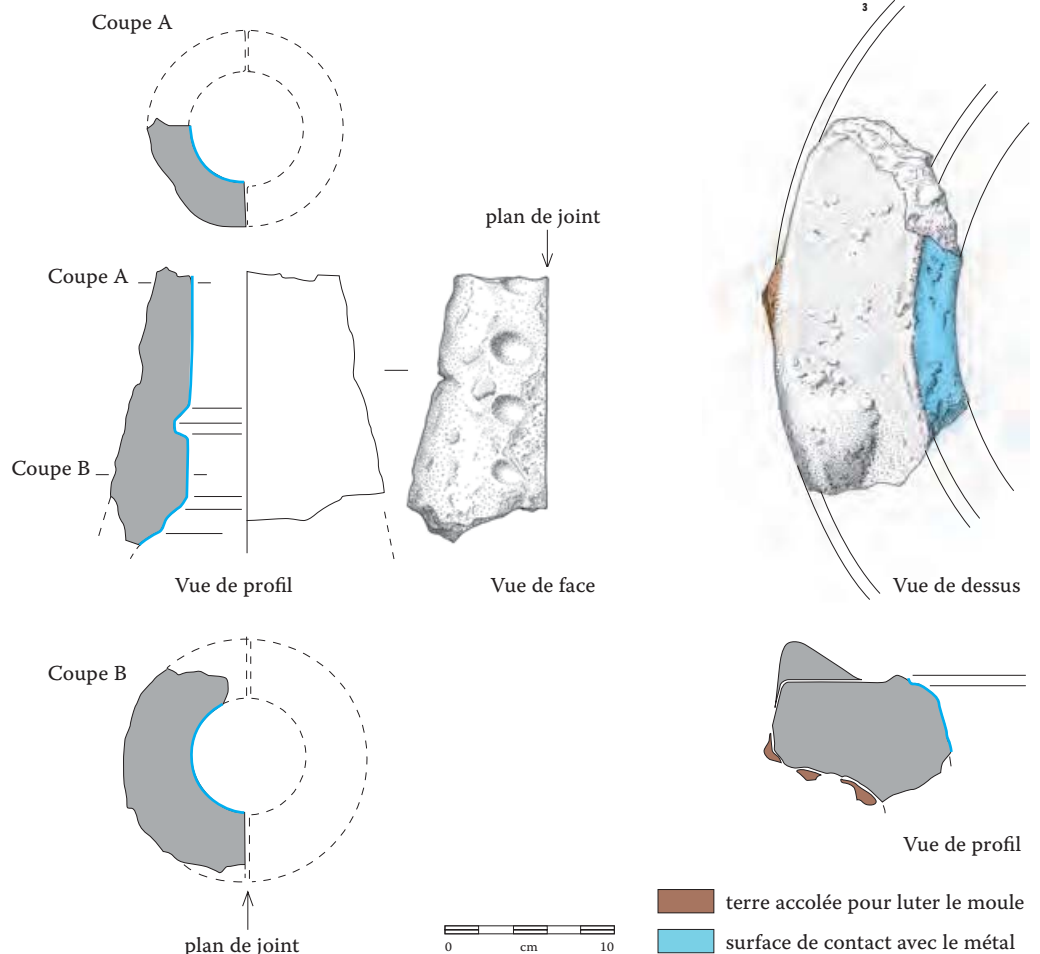 Coupe A
3
plan de joint
Coupe A
Coupe B
Vue de profil
Vue de face
Vue de dessus
Coupe B
Vue de profil
plan de joint
0 cm 10
terre accolée pour luter le moule
surface de contact avec le métal